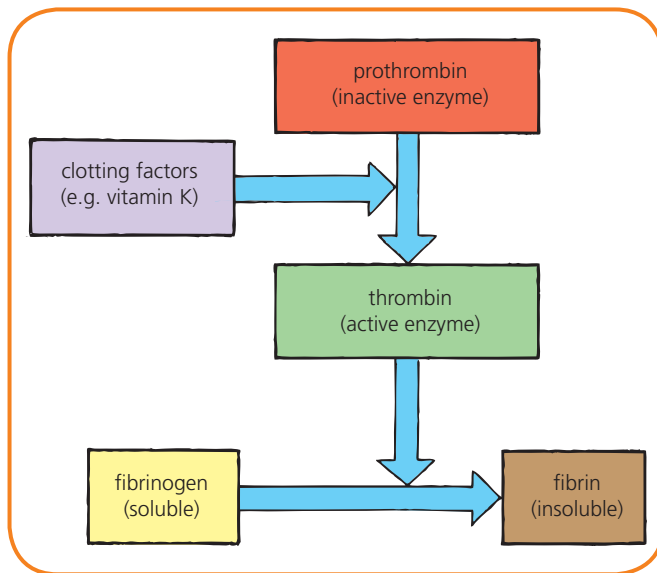 prothrombin
(inactive enzyme)
clotting factors
(e.g. vitamin K)
thrombin
(active enzyme)
fibrinogen
(soluble)
fibrin
(insoluble)